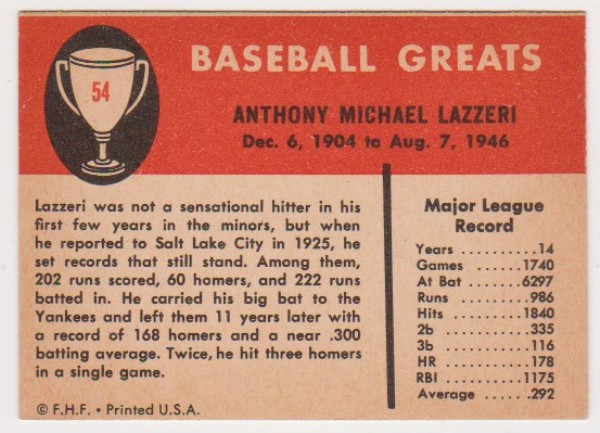 54
BASEBALL GREATS
ANTHONY MICHAEL LAZZERI
Dec. 6, 1904 to Aug. 7, 1946
Lazzeri was not a sensational hitter in his
first few years in the minors, but when
he reported to Salt Lake City in 1925, he
set records that still stand. Among them,
202 runs scored, 60 homers, and 222 runs
batted in. He carried his big bat to the
Yankees and left them 11 years later with
a record of 168 homers and a near .300
batting average. Twice, he hit three homers
in a single game.
© F.H.F. • Printed U.S.A.
Major League
Record
Years ..........14
Games ......1740
At Bat ......6297
Runs .........986
Hits .........1840
2b ............335
3b ............116
HR ............178
RBI .........1175
Average .....292